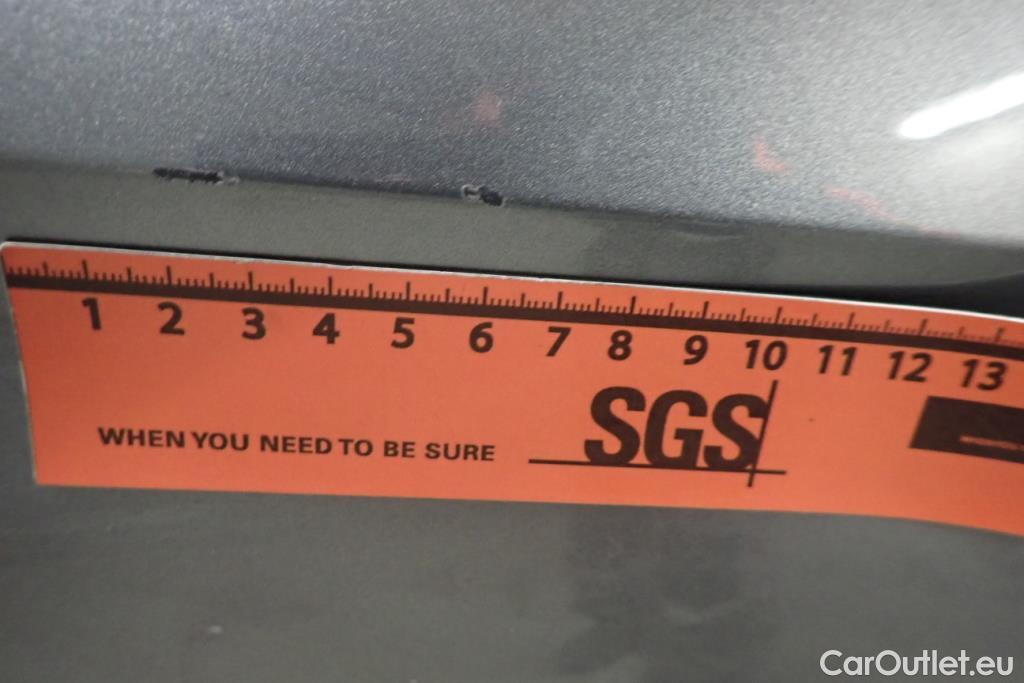 1 2 3 4 5 6 7 8 9 10 11 12 13
SGS
WHEN YOU NEED TO BE SURE
CarOutlet.eu